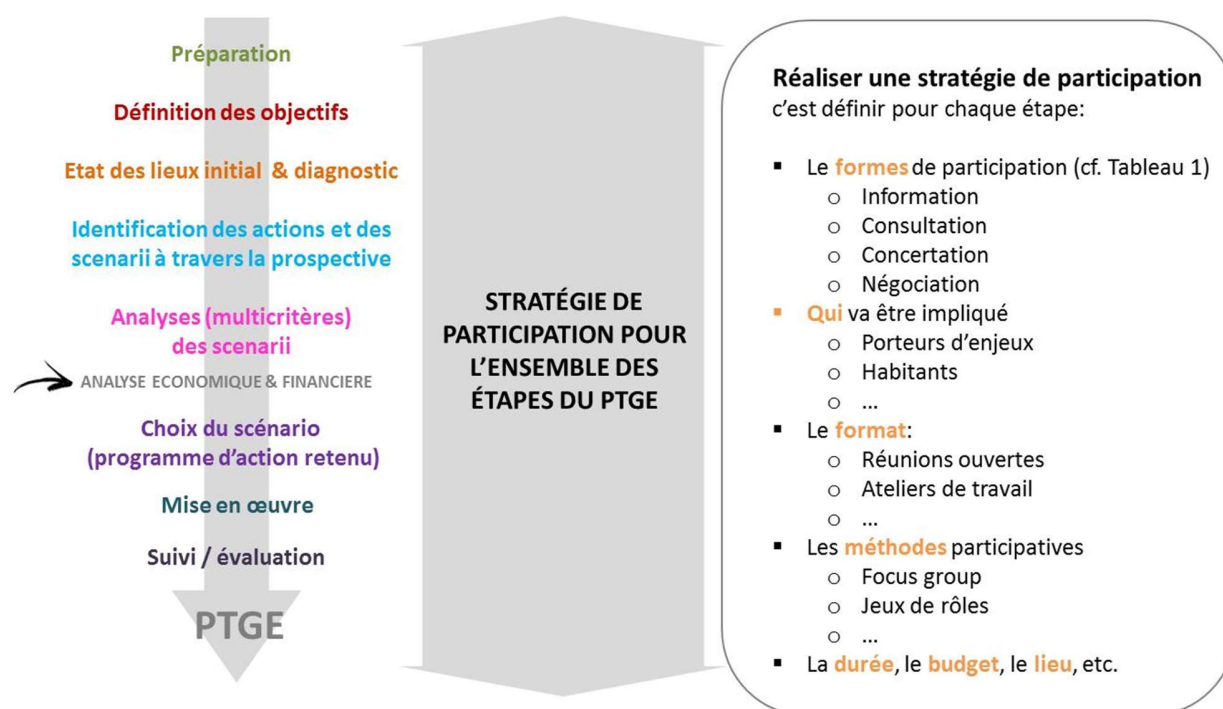 Préparation
Définition des objectifs
Etat des lieux initial & diagnostic
Identification des actions et des
scenarii à travers la prospective
Analyses (multicritères)
des scenarii
ANALYSE ECONOMIQUE & FINANCIERE
Choix du scénario
(programme d'action retenu)
Mise en œuvre
Suivi / évaluation
PTGE
STRATÉGIE DE
PARTICIPATION POUR
L'ENSEMBLE DES
ÉTAPES DU PTGE
Réaliser une stratégie de participation
c'est définir pour chaque étape:
▪ Le formes de participation (cf. Tableau 1)
o Information
o Consultation
o Concertation
o Négociation
▪ Qui va être impliqué
o Porteurs d'enjeux
o Habitants
o ...
▪ Le format:
o Réunions ouvertes
o Ateliers de travail
o ...
▪ Les méthodes participatives
o Focus group
o Jeux de rôles
o ...
▪ La durée, le budget, le lieu, etc.